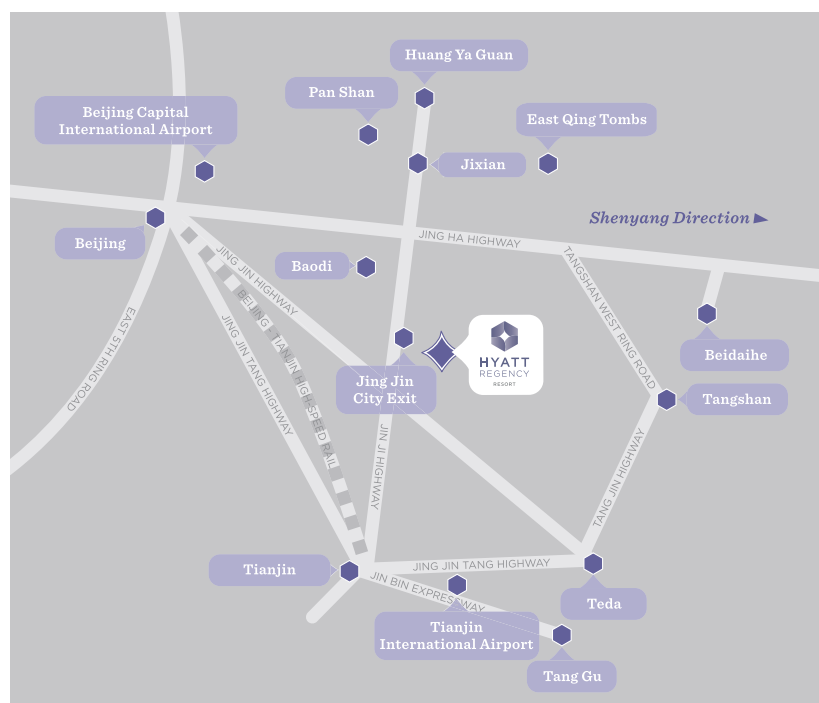 Huang Ya Guan
Pan Shan
Beijing Capital
International Airport
East Qing Tombs
Jixian
Shenyang Direction
Beijing
JING HA HIGHWAY
Baodi
JING JIN HIGHWAY
TANGSHAN WEST RING ROAD
BEIJING - TIANJIN HIGH-SPEED RAIL
JING JIN TANG HIGHWAY
EAST 5TH RING ROAD
HYATT
REGENCY
RESORT
Beidaihe
Jing Jin
City Exit
Tangshan
JIN JI HIGHWAY
TANG JIN HIGHWAY
Tianjin
JING JIN TANG HIGHWAY
JIN BIN EXPRESSWAY
Teda
Tianjin
International Airport
Tang Gu